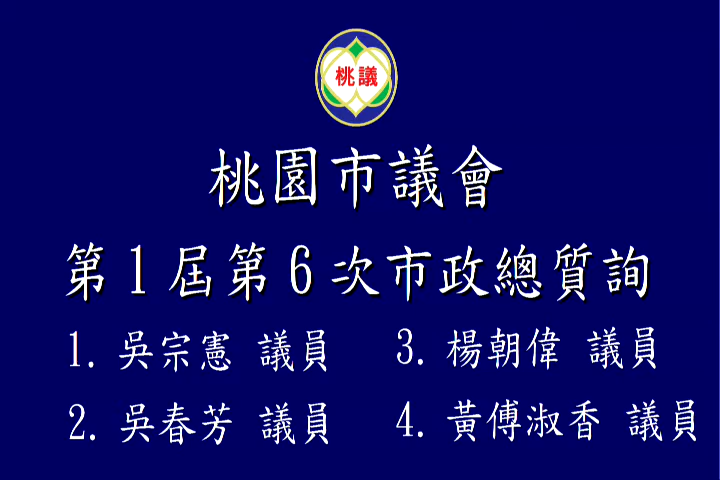 桃議
桃園市議會
第1屆第6次市政總質詢
1. 吳宗憲 議員
2. 吳春芳 議員
3. 楊朝偉 議員
4. 黃傅淑香 議員